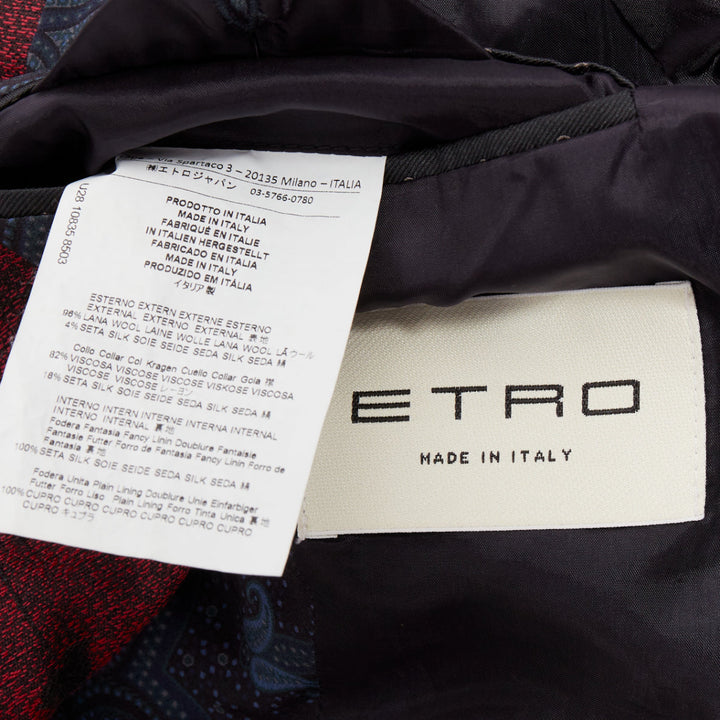 Via Spartaco 3 – 20135 Milano – ITALIA
㈱エトロジャパン 03-5766-0780
U28 10835 8503
PRODOTTO IN ITALIA
MADE IN ITALY
FABRIQUÉ EN ITALIE
IN ITALIEN HERGESTELLT
FABRICADO EN ITALIA
MADE IN ITALY
PRODUZIDO EM ITÁLIA
イタリア製
ESTERNO EXTERN EXTERNE ESTERNO
EXTERNAL EXTERNO EXTERNAL 表地
96% LANA WOOL LAINE WOLLE LANA WOOL LÃ ウール
4% SETA SILK SOIE SEIDE SEDA SILK SEDA 絹
Collo Collar Col Kragen Cuello Collar Gola 襟
82% VISCOSA VISCOSE VISCOSE VISKOSE VISCOSA
VISCOSE VISCOSE レーヨン
18% SETA SILK SOIE SEIDE SEDA SILK SEDA 絹
INTERNO INTERN INTERNE INTERNA INTERNAL
INTERNO INTERNAL 裏地
Fodera Fantasia Fancy Linin Doublure Fantaisie
Fantasie Futter Forro de Fantasia Fancy Linin Forro de
Fantasia 裏地
100% SETA SILK SOIE SEIDE SEDA SILK SEDA 絹
Fodera Unita Plain Lining Doublure Unie Einfarbiger
Futter Forro Liso Plain Lining Forro Tinta Unica 裏地
100% CUPRO CUPRO CUPRO CUPRO CUPRO CUPRO
CUPRO キュプラ
ETRO
MADE IN ITALY